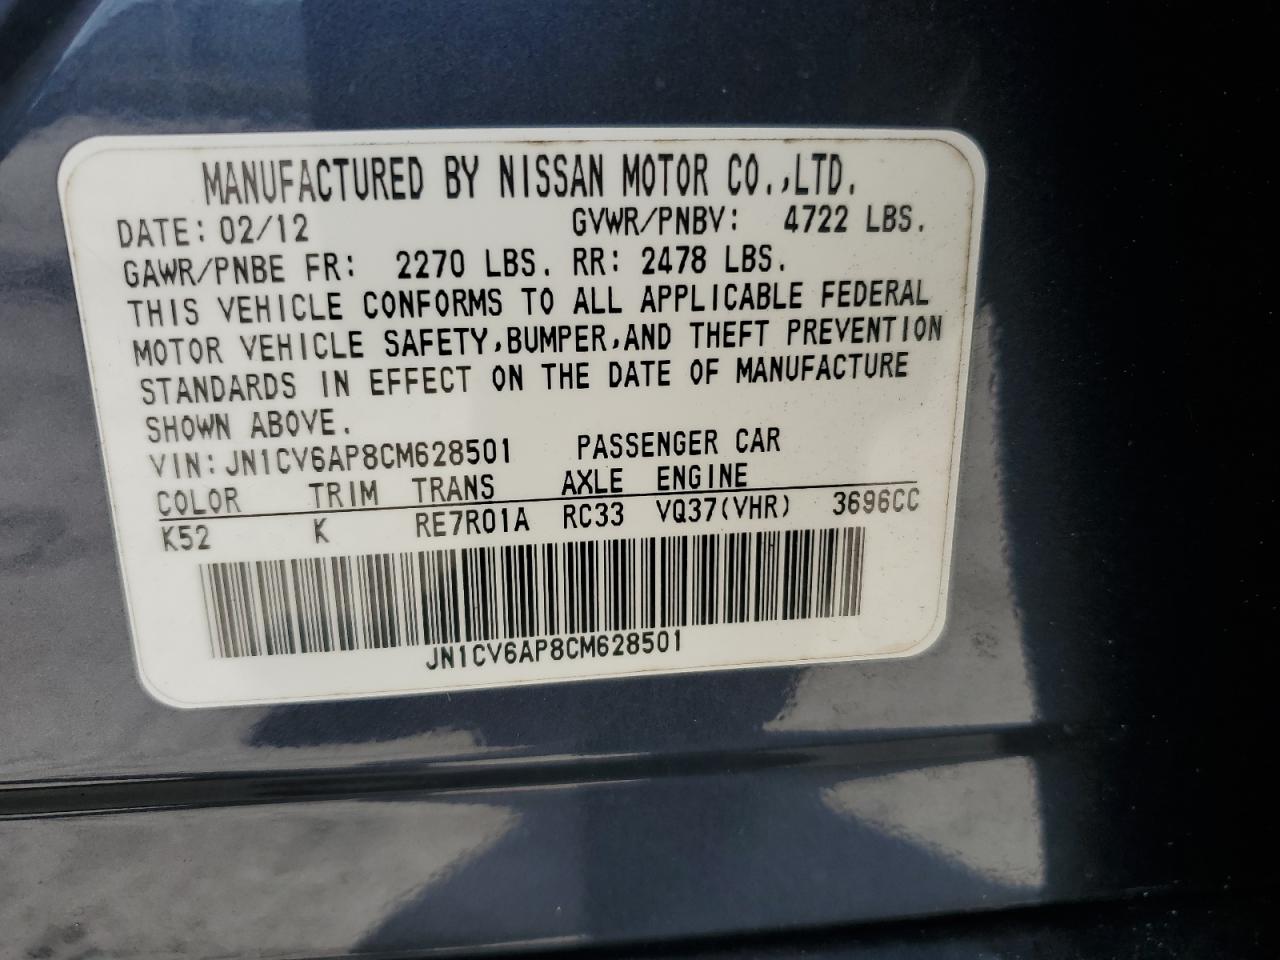 MANUFACTURED BY NISSAN MOTOR CO.,LTD.
DATE: 02/12 GVWR/PNBV: 4722 LBS.
GAWR/PNBE FR: 2270 LBS. RR: 2478 LBS.
THIS VEHICLE CONFORMS TO ALL APPLICABLE FEDERAL
MOTOR VEHICLE SAFETY,BUMPER,AND THEFT PREVENTION
STANDARDS IN EFFECT ON THE DATE OF MANUFACTURE
SHOWN ABOVE.
VIN: JN1CV6AP8CM628501 PASSENGER CAR
COLOR TRIM TRANS AXLE ENGINE
K52 K RE7R01A RC33 VQ37(VHR) 3696CC
JN1CV6AP8CM628501